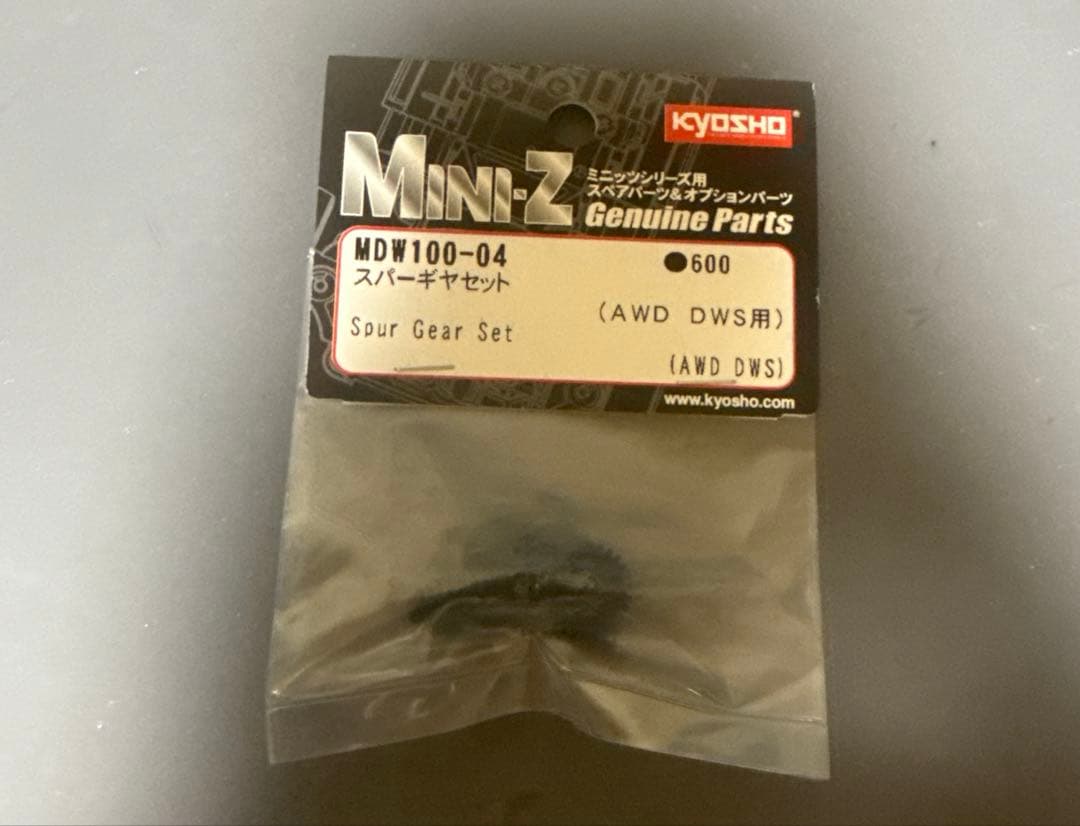 KYOSHO
MINI-Z
ミニッツシリーズ用
スペアパーツ&オプションパーツ
Genuine Parts
MDW100-04
●600
スパーギヤセット
(AWD DWS用)
Spur Gear Set
(AWD DWS)
www.kyosho.com